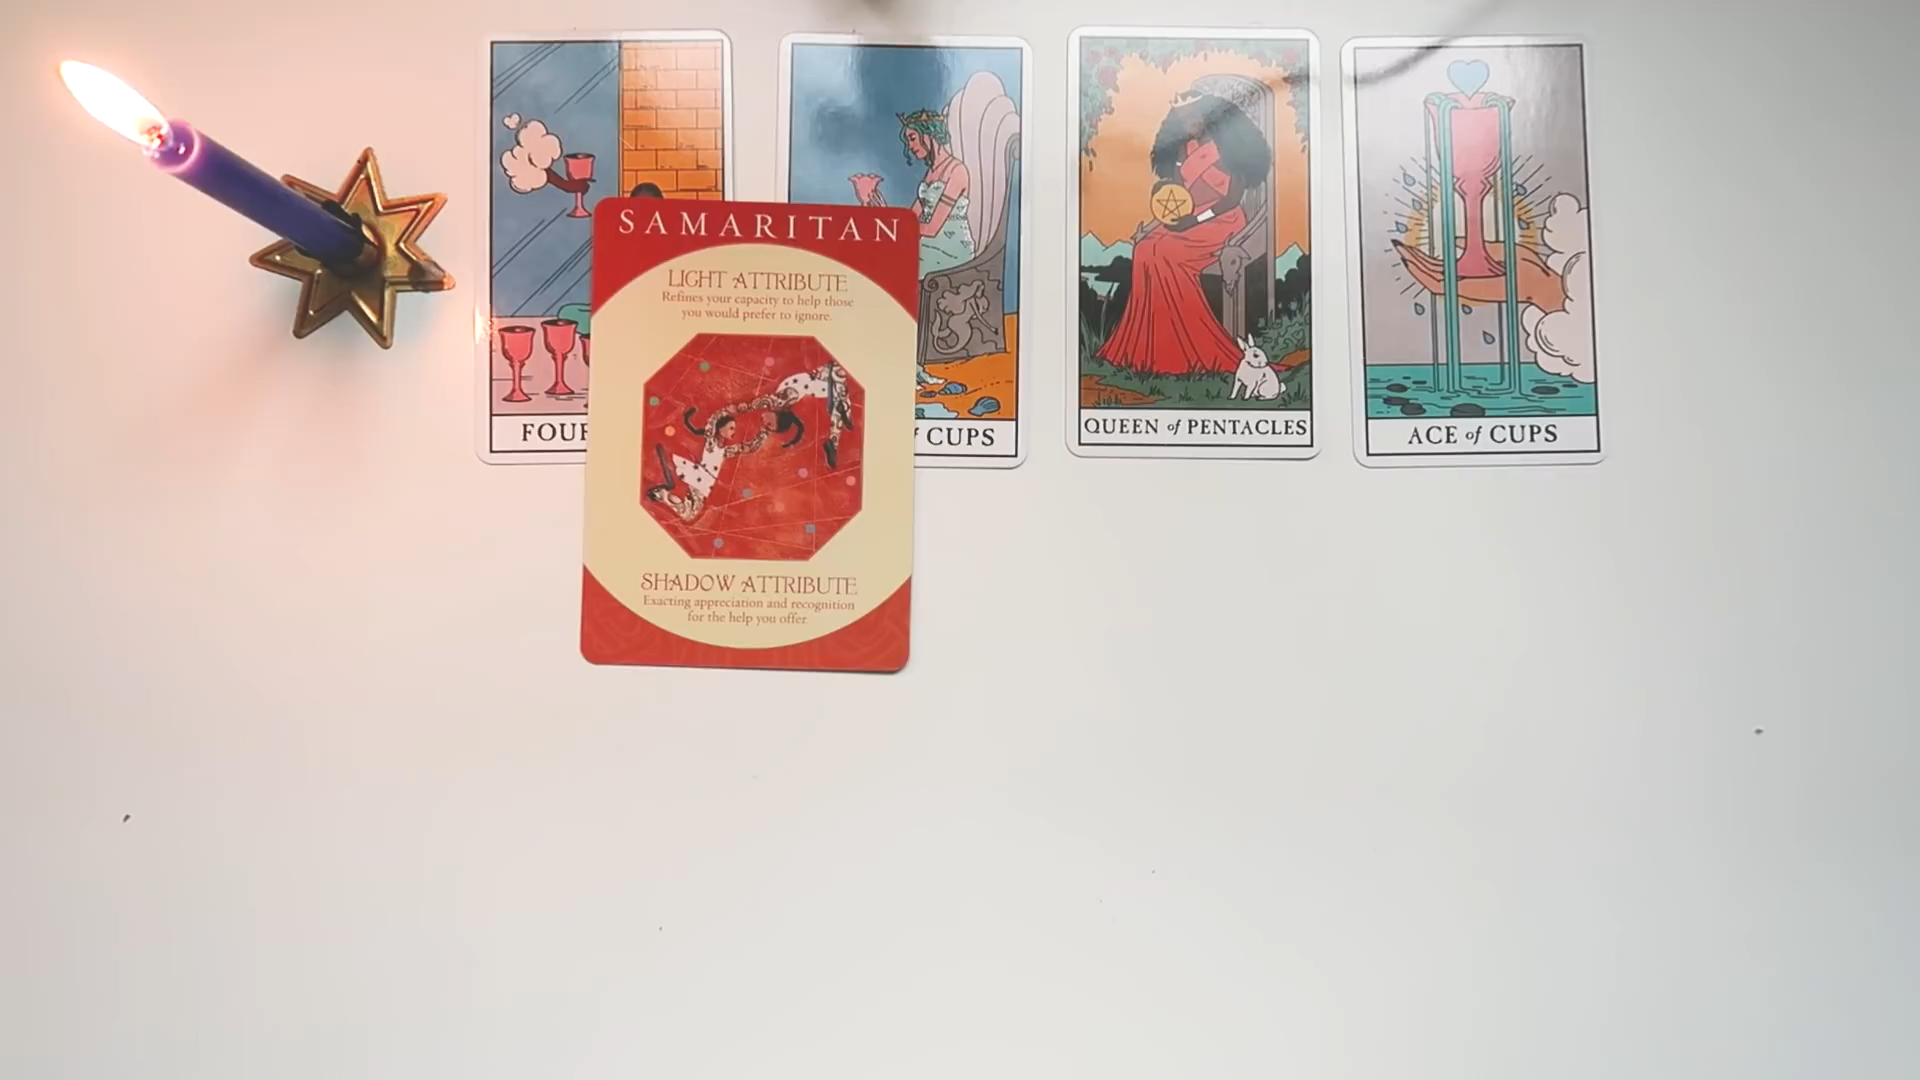 SAMARITAN
LIGHT ATTRIBUTE
Refines your capacity to help those
you would prefer to ignore.
SHADOW ATTRIBUTE
Exacting appreciation and recognition
for the help you offer.
FOUR
of CUPS
QUEEN of PENTACLES
ACE of CUPS